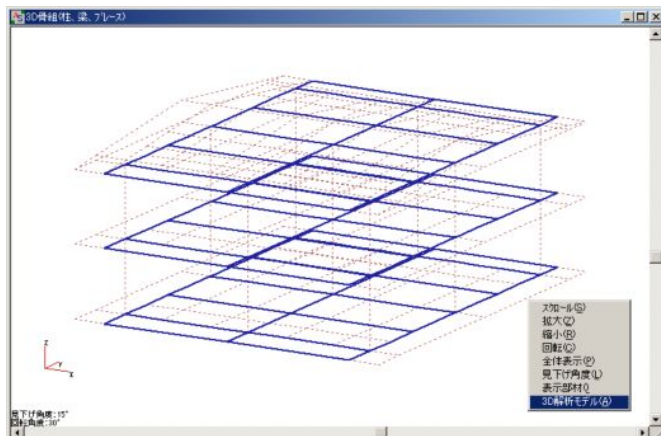 3D骨組(柱、梁、ブレース)
スクロール(S)
拡大(Z)
縮小(R)
回転(C)
全体表示(P)
見下げ角度(L)
表示部材(I)
3D解析モデル(A)
Z
Y
X
見下げ角度:15°
回転角度:30°